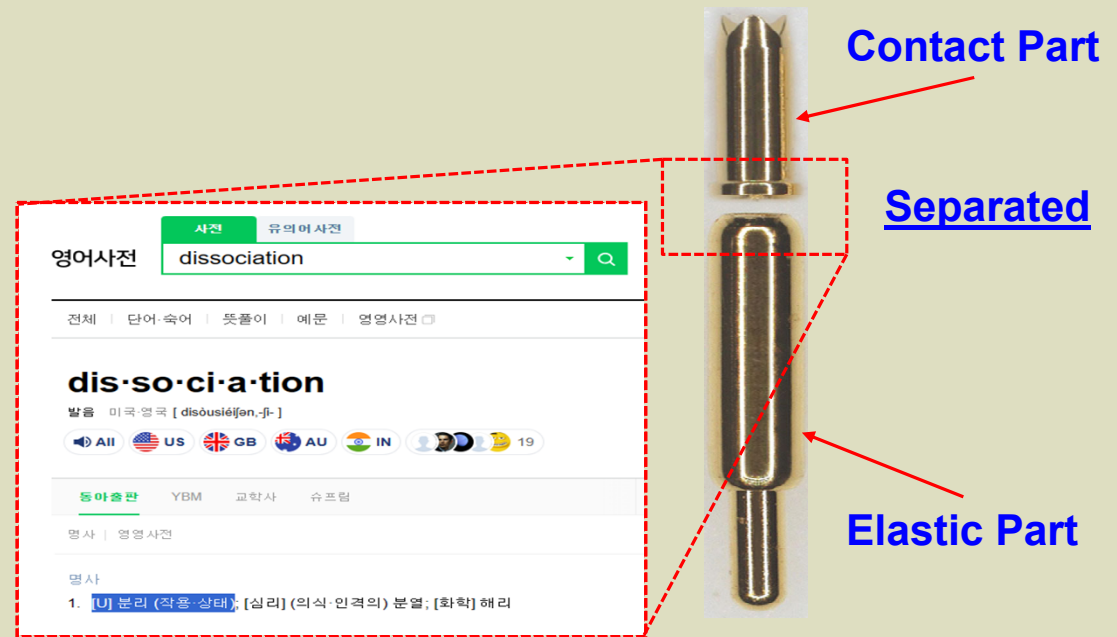 Contact Part
Separated
사전 유의어사전
영어사전 dissociation
전체 단어·숙어 뜻풀이 예문 영영사전
dis·so·ci·a·tion
발음 미국·영국 [ disòusiéiʃən,-ʃi- ]
All US GB AU IN 19
동아출판 YBM 교학사 슈프림
명사 영영사전
명사
1. [U] 분리 (작용·상태); [심리] (의식·인격의) 분열; [화학] 해리
Elastic Part